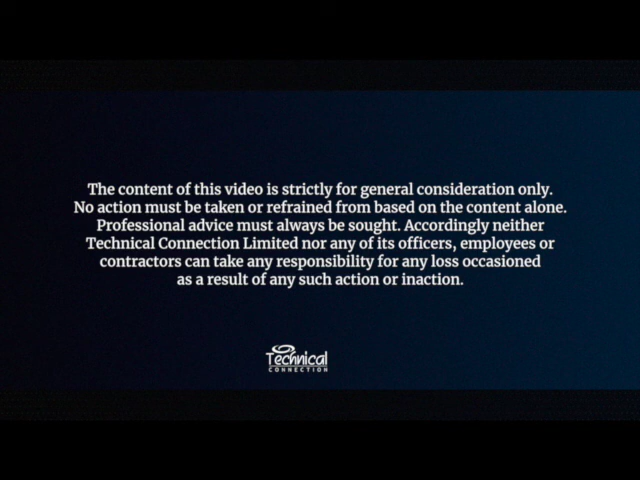 The content of this video is strictly for general consideration only.
No action must be taken or refrained from based on the content alone.
Professional advice must always be sought. Accordingly neither
Technical Connection Limited nor any of its officers, employees or
contractors can take any responsibility for any loss occasioned
as a result of any such action or inaction.
Technical
CONNECTION